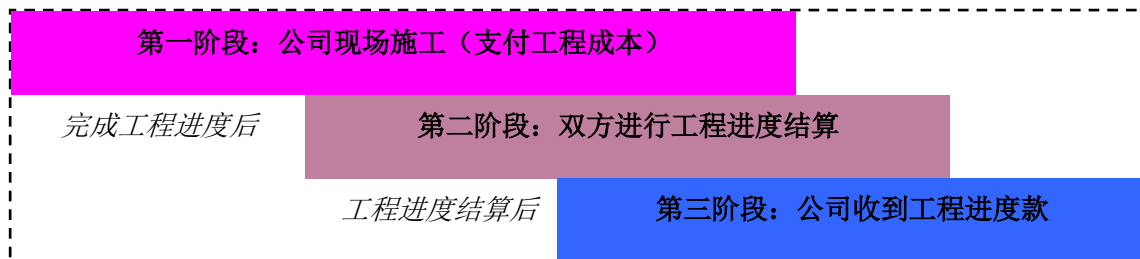 第一阶段：公司现场施工（支付工程成本）
完成工程进度后
第二阶段：双方进行工程进度结算
工程进度结算后
第三阶段：公司收到工程进度款